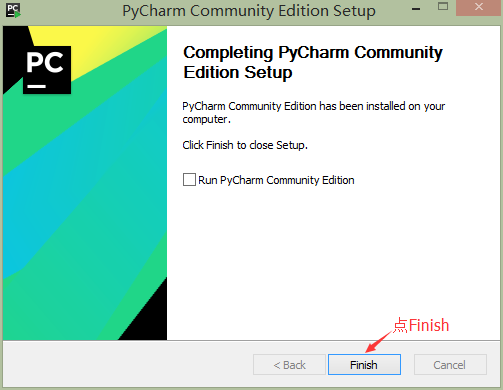 PC PyCharm Community Edition Setup
PC
Completing PyCharm Community
Edition Setup
PyCharm Community Edition has been installed on your
computer.
Click Finish to close Setup.
Run PyCharm Community Edition
点Finish
< Back
Finish
Cancel